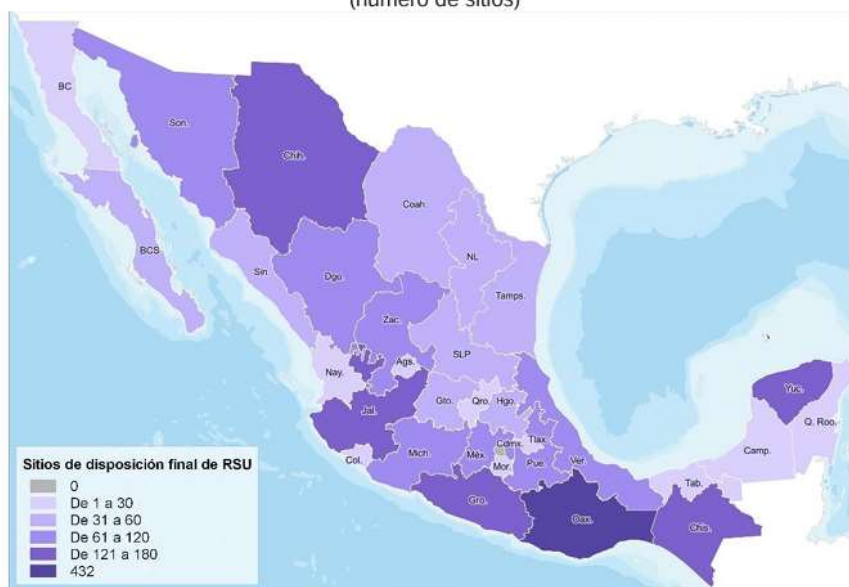 (número de sitios)
BC
Son.
Chih.
Coah.
BCS
NL
Sin.
Dgo.
Tamps.
Zac.
SLP
Nay.
Ags.
Yuc.
Gto.
Qro.
Hgo.
Q. Roo.
Jal.
Cdmx.
Tlax.
Camp.
Col.
Mich.
Méx.
Mor.
Pue.
Ver.
Tab.
Gro.
Oax.
Chis.
Sitios de disposición final de RSU
0
De 1 a 30
De 31 a 60
De 61 a 120
De 121 a 180
432